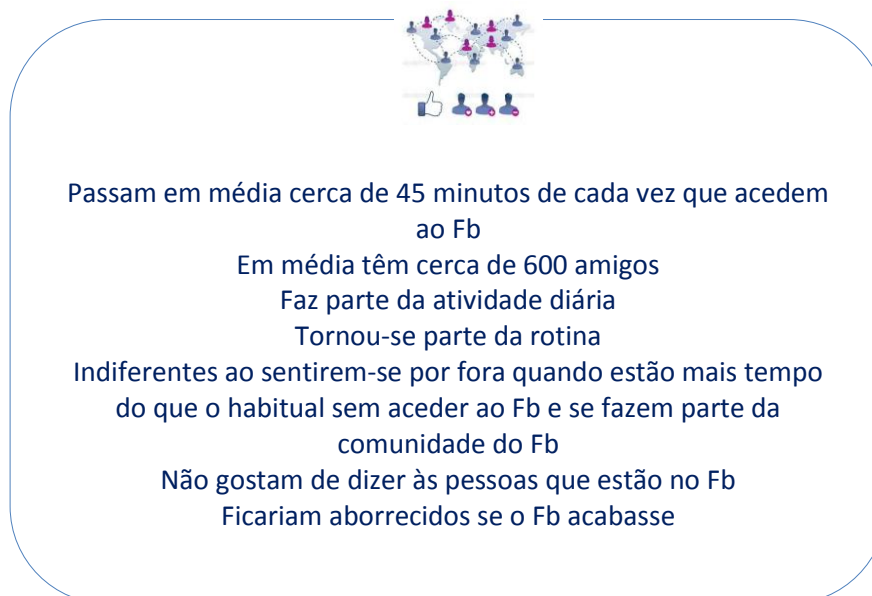 Passam em média cerca de 45 minutos de cada vez que acedem
ao Fb
Em média têm cerca de 600 amigos
Faz parte da atividade diária
Tornou-se parte da rotina
Indiferentes ao sentirem-se por fora quando estão mais tempo
do que o habitual sem aceder ao Fb e se fazem parte da
comunidade do Fb
Não gostam de dizer às pessoas que estão no Fb
Ficariam aborrecidos se o Fb acabasse